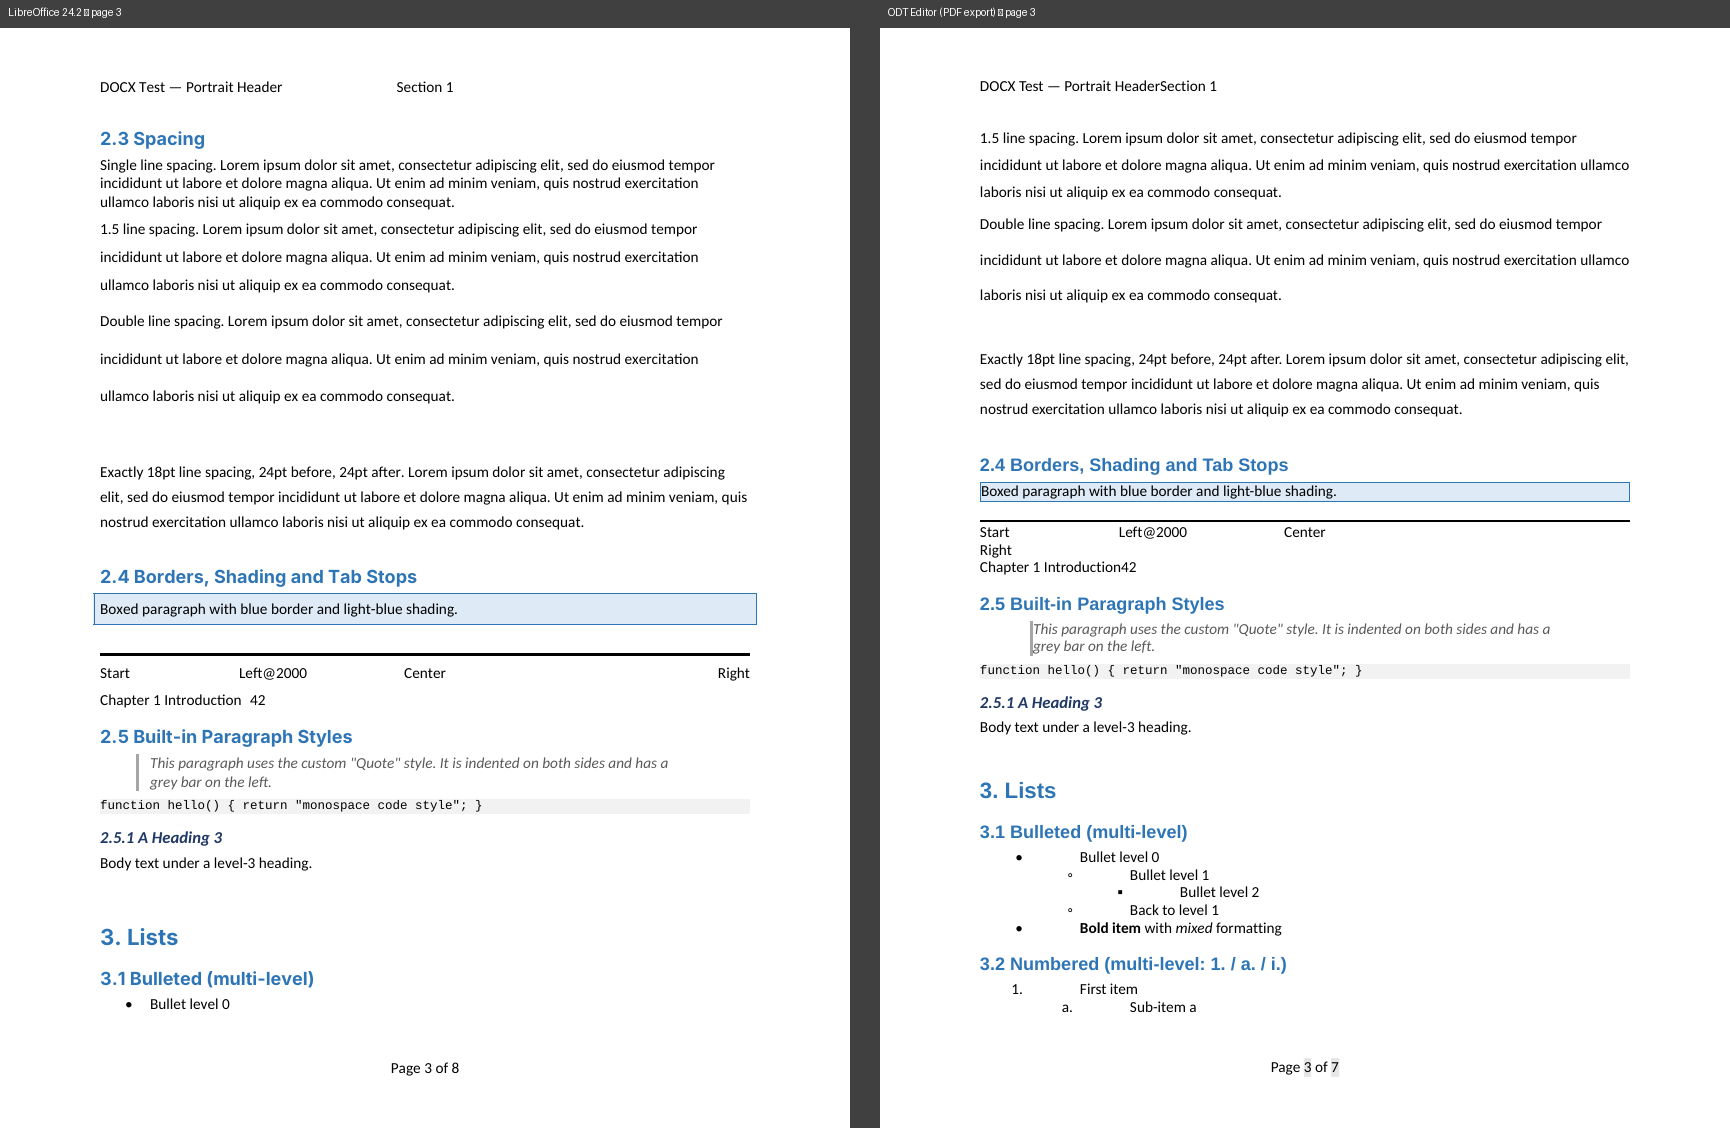 LibreOffice 24.2 ▯ page 3
DOCX Test — Portrait Header Section 1
2.3 Spacing
Single line spacing. Lorem ipsum dolor sit amet, consectetur adipiscing elit, sed do eiusmod tempor
incididunt ut labore et dolore magna aliqua. Ut enim ad minim veniam, quis nostrud exercitation
ullamco laboris nisi ut aliquip ex ea commodo consequat.
1.5 line spacing. Lorem ipsum dolor sit amet, consectetur adipiscing elit, sed do eiusmod tempor
incididunt ut labore et dolore magna aliqua. Ut enim ad minim veniam, quis nostrud exercitation
ullamco laboris nisi ut aliquip ex ea commodo consequat.
Double line spacing. Lorem ipsum dolor sit amet, consectetur adipiscing elit, sed do eiusmod tempor
incididunt ut labore et dolore magna aliqua. Ut enim ad minim veniam, quis nostrud exercitation
ullamco laboris nisi ut aliquip ex ea commodo consequat.
Exactly 18pt line spacing, 24pt before, 24pt after. Lorem ipsum dolor sit amet, consectetur adipiscing
elit, sed do eiusmod tempor incididunt ut labore et dolore magna aliqua. Ut enim ad minim veniam, quis
nostrud exercitation ullamco laboris nisi ut aliquip ex ea commodo consequat.
2.4 Borders, Shading and Tab Stops
Boxed paragraph with blue border and light-blue shading.
Start Left@2000 Center Right
Chapter 1 Introduction 42
2.5 Built-in Paragraph Styles
This paragraph uses the custom "Quote" style. It is indented on both sides and has a
grey bar on the left.
function hello() { return "monospace code style"; }
2.5.1 A Heading 3
Body text under a level-3 heading.
3. Lists
3.1 Bulleted (multi-level)
• Bullet level 0
Page 3 of 8
ODT Editor (PDF export) ▯ page 3
DOCX Test — Portrait HeaderSection 1
1.5 line spacing. Lorem ipsum dolor sit amet, consectetur adipiscing elit, sed do eiusmod tempor
incididunt ut labore et dolore magna aliqua. Ut enim ad minim veniam, quis nostrud exercitation ullamco
laboris nisi ut aliquip ex ea commodo consequat.
Double line spacing. Lorem ipsum dolor sit amet, consectetur adipiscing elit, sed do eiusmod tempor
incididunt ut labore et dolore magna aliqua. Ut enim ad minim veniam, quis nostrud exercitation ullamco
laboris nisi ut aliquip ex ea commodo consequat.
Exactly 18pt line spacing, 24pt before, 24pt after. Lorem ipsum dolor sit amet, consectetur adipiscing elit,
sed do eiusmod tempor incididunt ut labore et dolore magna aliqua. Ut enim ad minim veniam, quis
nostrud exercitation ullamco laboris nisi ut aliquip ex ea commodo consequat.
2.4 Borders, Shading and Tab Stops
Boxed paragraph with blue border and light-blue shading.
Start Left@2000 Center
Right
Chapter 1 Introduction42
2.5 Built-in Paragraph Styles
This paragraph uses the custom "Quote" style. It is indented on both sides and has a
grey bar on the left.
function hello() { return "monospace code style"; }
2.5.1 A Heading 3
Body text under a level-3 heading.
3. Lists
3.1 Bulleted (multi-level)
• Bullet level 0
◦ Bullet level 1
▪ Bullet level 2
◦ Back to level 1
• Bold item with mixed formatting
3.2 Numbered (multi-level: 1. / a. / i.)
1. First item
a. Sub-item a
Page 3 of 7